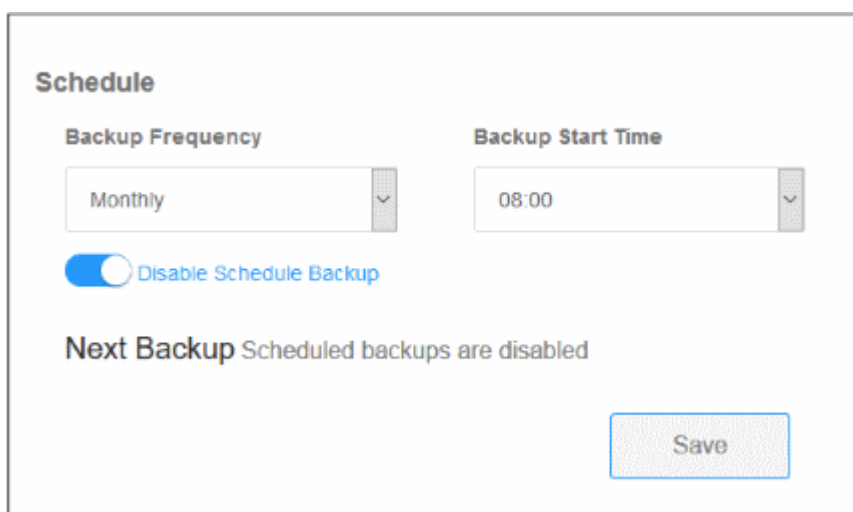 Schedule
Backup Frequency
Backup Start Time
Monthly
08:00
Disable Schedule Backup
Next Backup Scheduled backups are disabled
Save